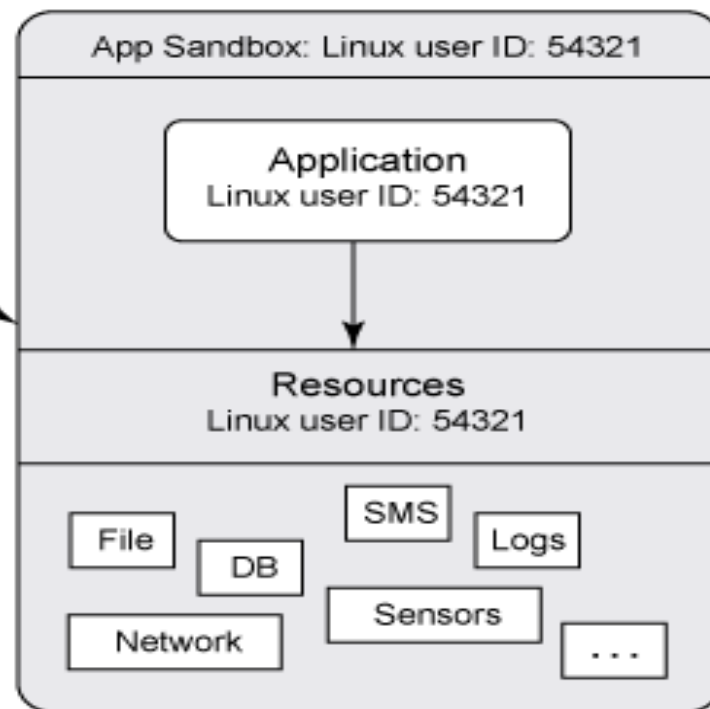 App Sandbox: Linux user ID: 54321
Application
Linux user ID: 54321
Resources
Linux user ID: 54321
File
DB
SMS
Logs
Network
Sensors
...